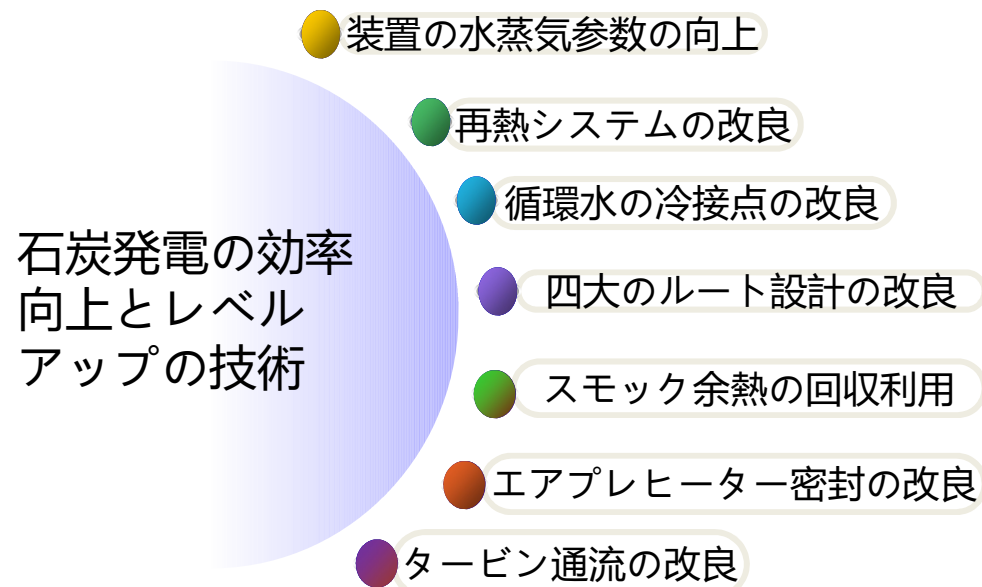 装置の水蒸気参数の向上
再熱システムの改良
循環水の冷接点の改良
石炭発電の効率
向上とレベル
アップの技術
四大のルート設計の改良
スモック余熱の回収利用
エアプレヒーター密封の改良
タービン通流の改良